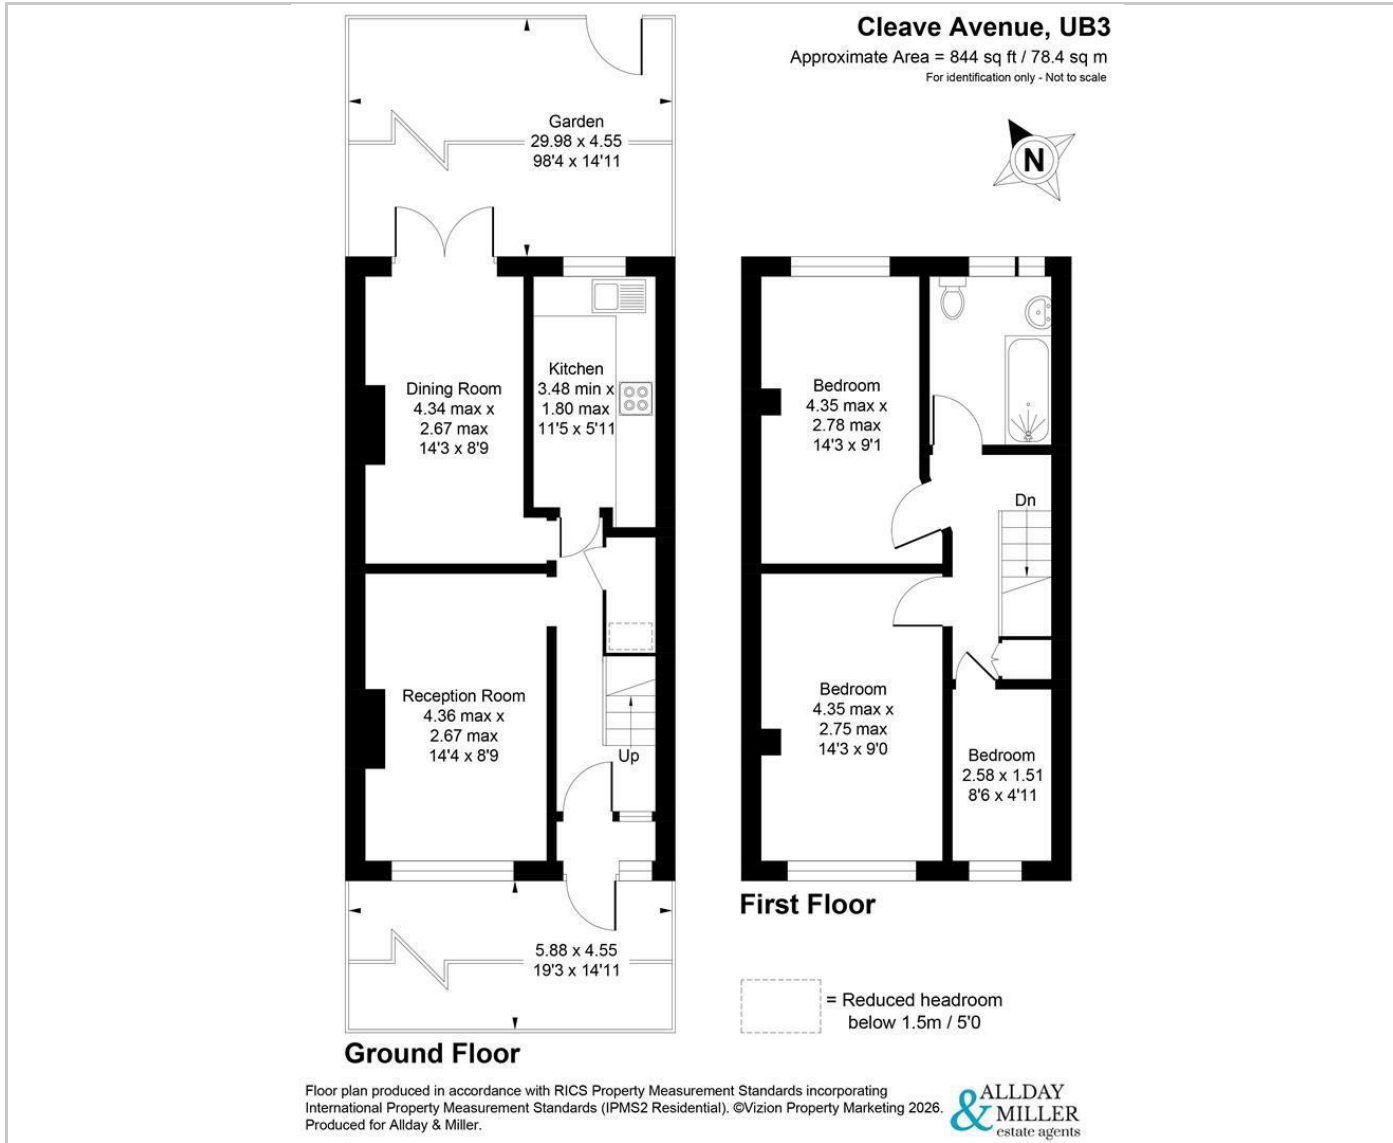 Cleave Avenue, UB3
Approximate Area = 844 sq ft / 78.4 sq m
For identification only - Not to scale
N
Garden
29.98 x 4.55
98'4 x 14'11
Dining Room
4.34 max x
2.67 max
14'3 x 8'9
Kitchen
3.48 min x
1.80 max
11'5 x 5'11
Reception Room
4.36 max x
2.67 max
14'4 x 8'9
Up
5.88 x 4.55
19'3 x 14'11
Ground Floor
Bedroom
4.35 max x
2.78 max
14'3 x 9'1
Dn
Bedroom
4.35 max x
2.75 max
14'3 x 9'0
Bedroom
2.58 x 1.51
8'6 x 4'11
First Floor
= Reduced headroom
below 1.5m / 5'0
Floor plan produced in accordance with RICS Property Measurement Standards incorporating
International Property Measurement Standards (IPMS2 Residential). ©Vizion Property Marketing 2026.
Produced for Allday & Miller.
ALLDAY
& MILLER
estate agents